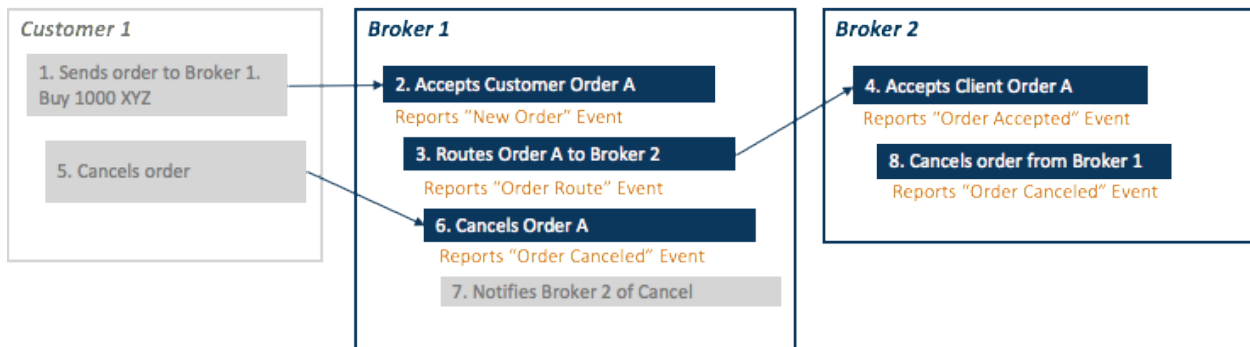 Customer 1
1. Sends order to Broker 1.
Buy 1000 XYZ
5. Cancels order
Broker 1
2. Accepts Customer Order A
Reports "New Order" Event
3. Routes Order A to Broker 2
Reports "Order Route" Event
6. Cancels Order A
Reports "Order Canceled" Event
7. Notifies Broker 2 of Cancel
Broker 2
4. Accepts Client Order A
Reports "Order Accepted" Event
8. Cancels order from Broker 1
Reports "Order Canceled" Event